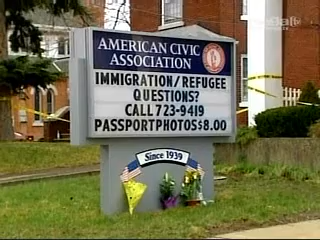 AMERICAN CIVIC
ASSOCIATION
IMMIGRATION/REFUGEE
QUESTIONS?
CALL 723-9419
PASSPORTPHOTOS$8.00
Since 1939